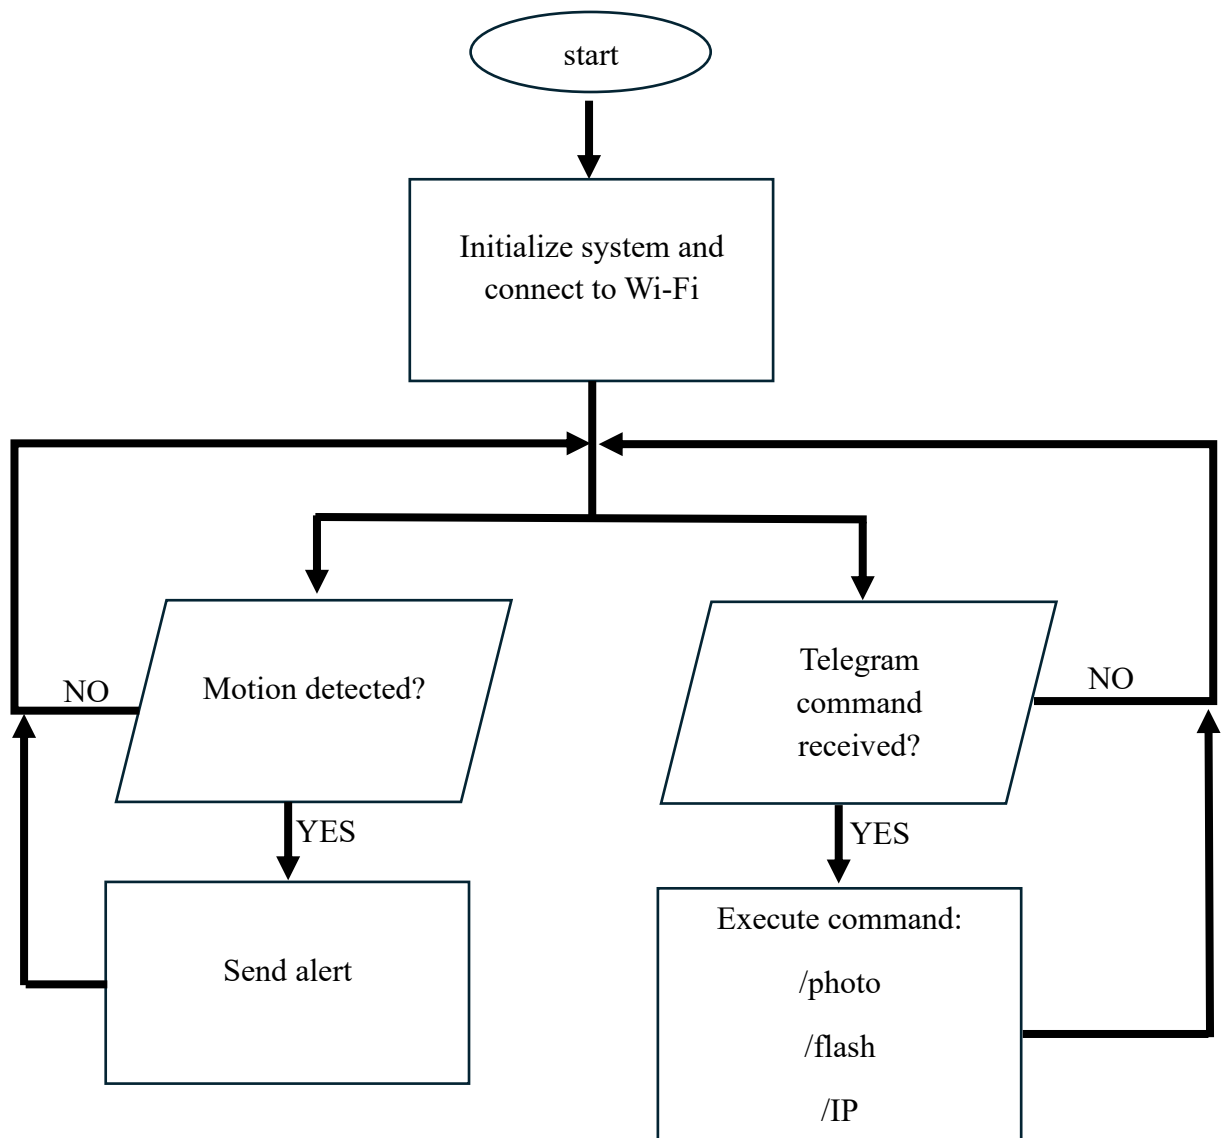 start
Initialize system and
connect to Wi-Fi
Motion detected?
NO
YES
Send alert
Telegram
command
received?
NO
YES
Execute command:
/photo
/flash
/IP